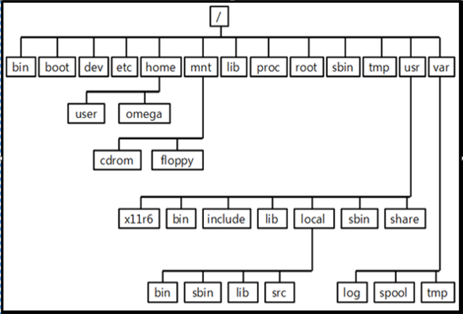 /
bin boot dev etc home mnt lib proc root sbin tmp usr var
user omega
cdrom floppy
x11r6 bin include lib local sbin share
bin sbin lib src log spool tmp